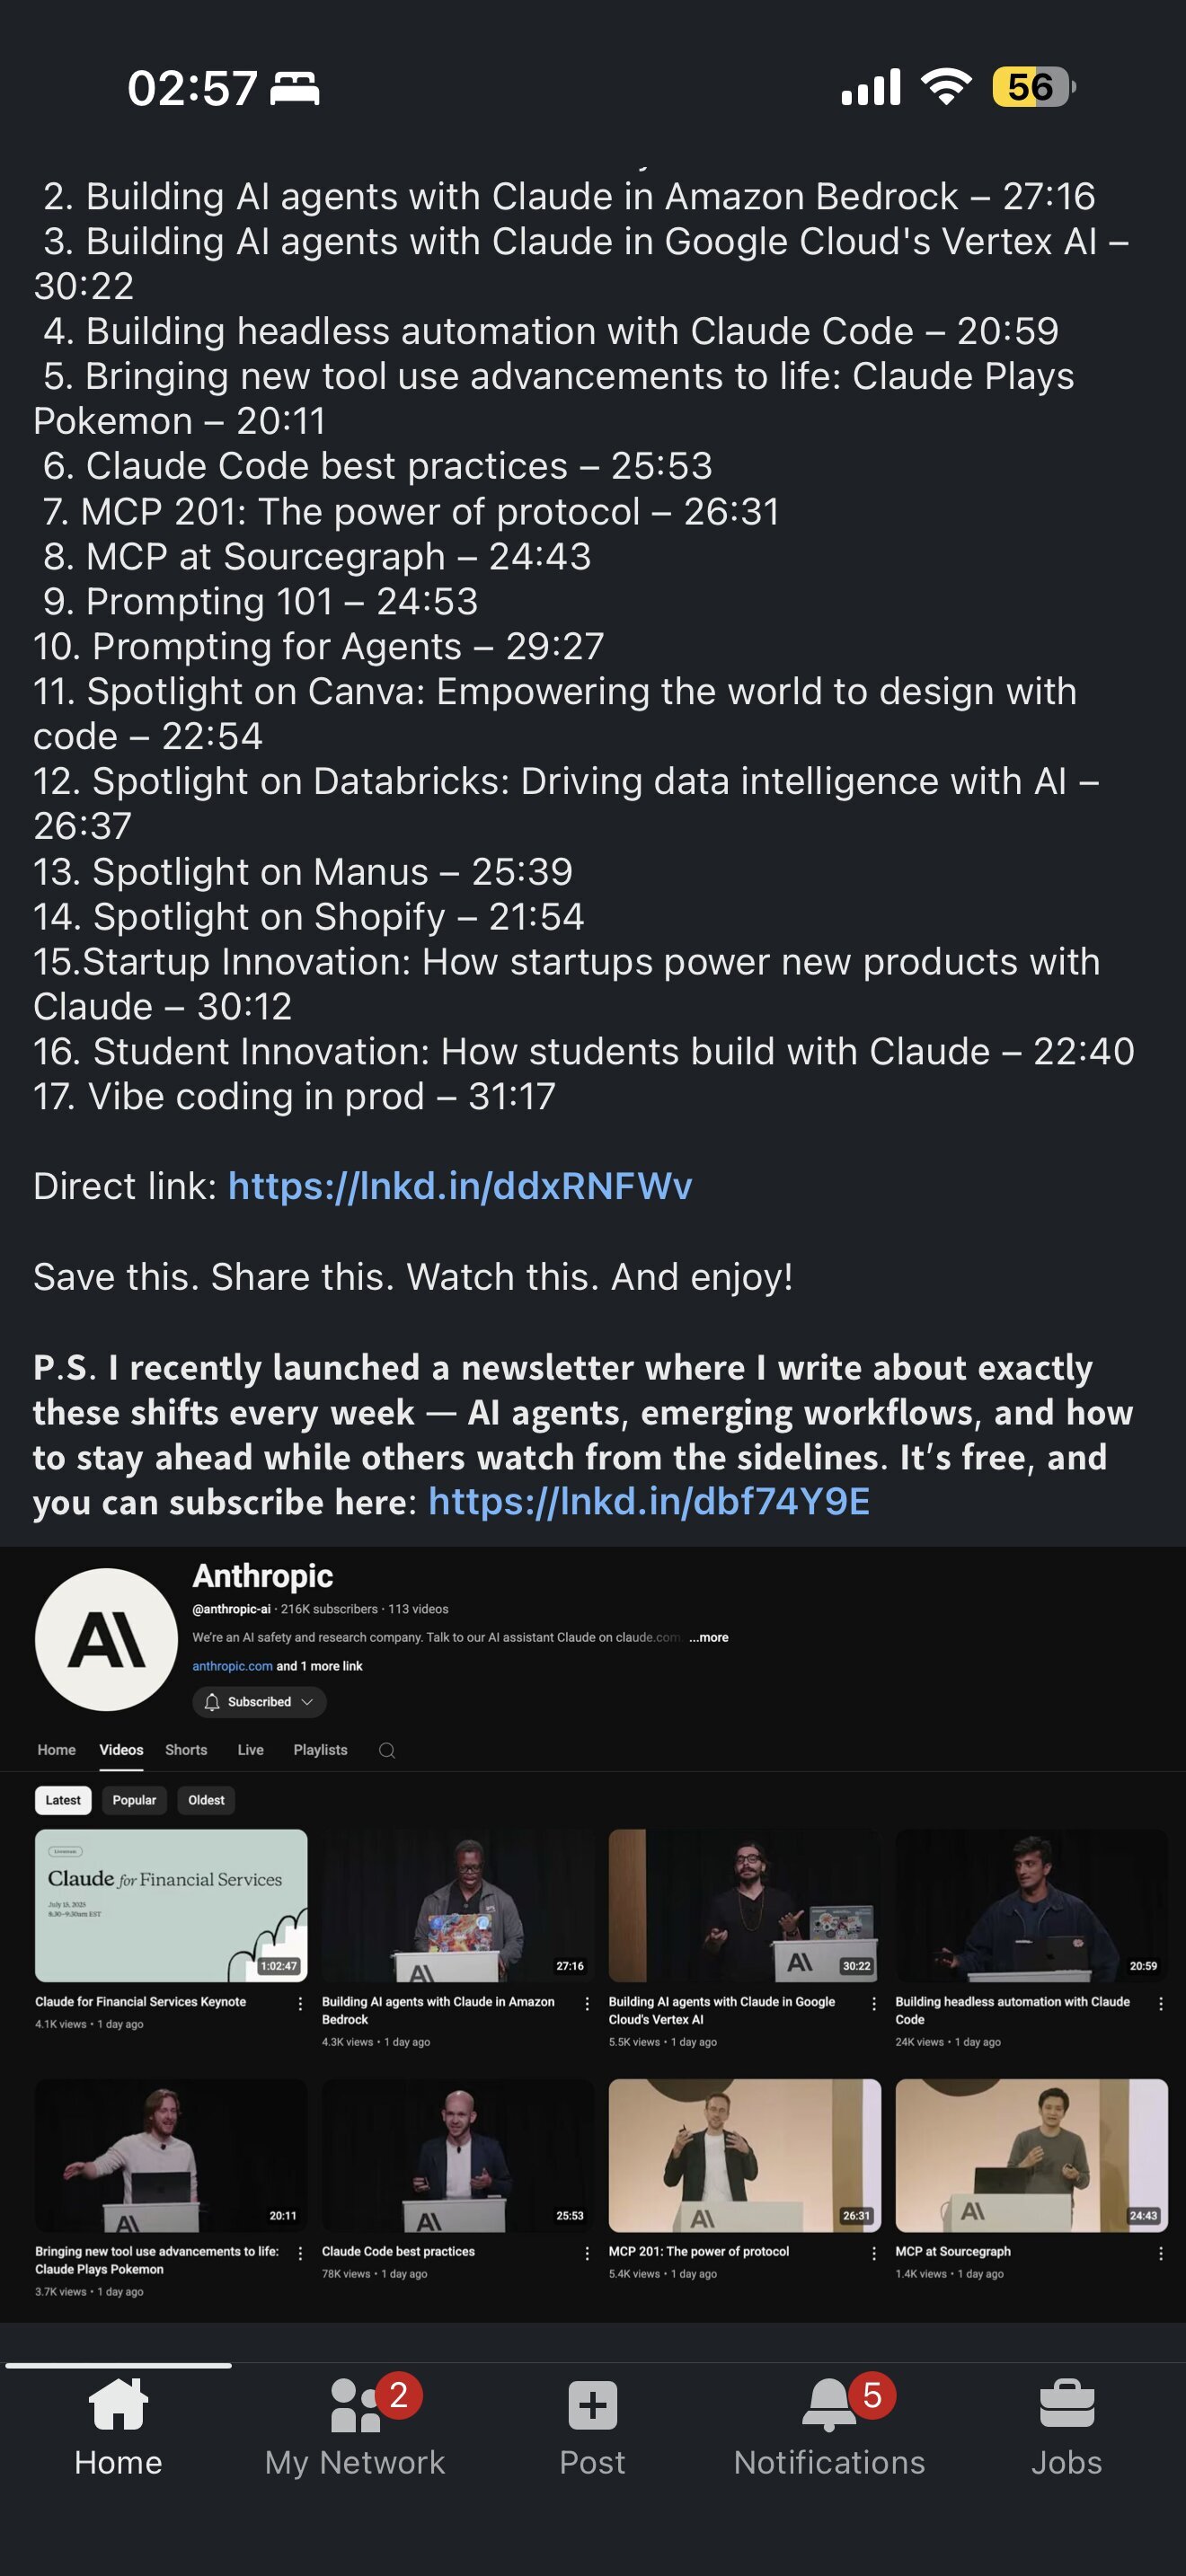 02:57
56
2. Building AI agents with Claude in Amazon Bedrock – 27:16
3. Building AI agents with Claude in Google Cloud's Vertex AI –
30:22
4. Building headless automation with Claude Code – 20:59
5. Bringing new tool use advancements to life: Claude Plays
Pokemon – 20:11
6. Claude Code best practices – 25:53
7. MCP 201: The power of protocol – 26:31
8. MCP at Sourcegraph – 24:43
9. Prompting 101 – 24:53
10. Prompting for Agents – 29:27
11. Spotlight on Canva: Empowering the world to design with
code – 22:54
12. Spotlight on Databricks: Driving data intelligence with AI –
26:37
13. Spotlight on Manus – 25:39
14. Spotlight on Shopify – 21:54
15.Startup Innovation: How startups power new products with
Claude – 30:12
16. Student Innovation: How students build with Claude – 22:40
17. Vibe coding in prod – 31:17
Direct link: https://lnkd.in/ddxRNFWv
Save this. Share this. Watch this. And enjoy!
P.S. I recently launched a newsletter where I write about exactly
these shifts every week — AI agents, emerging workflows, and how
to stay ahead while others watch from the sidelines. It’s free, and
you can subscribe here: https://lnkd.in/dbf74Y9E
Anthropic
@anthropic-ai · 216K subscribers · 113 videos
We're an AI safety and research company. Talk to our AI assistant Claude on claude.com. ...more
anthropic.com and 1 more link
Subscribed
Home Videos Shorts Live Playlists
Latest Popular Oldest
Livestream
Claude for Financial Services
July 15, 2025
8:30-9:30am EST
1:02:47
27:16
30:22
20:59
Claude for Financial Services Keynote
4.1K views • 1 day ago
Building AI agents with Claude in Amazon
Bedrock
4.3K views • 1 day ago
Building AI agents with Claude in Google
Cloud's Vertex AI
5.5K views • 1 day ago
Building headless automation with Claude
Code
24K views • 1 day ago
20:11
25:53
26:31
24:43
Bringing new tool use advancements to life:
Claude Plays Pokemon
3.7K views • 1 day ago
Claude Code best practices
78K views • 1 day ago
MCP 201: The power of protocol
5.4K views • 1 day ago
MCP at Sourcegraph
1.4K views • 1 day ago
2
5
Home My Network Post Notifications Jobs